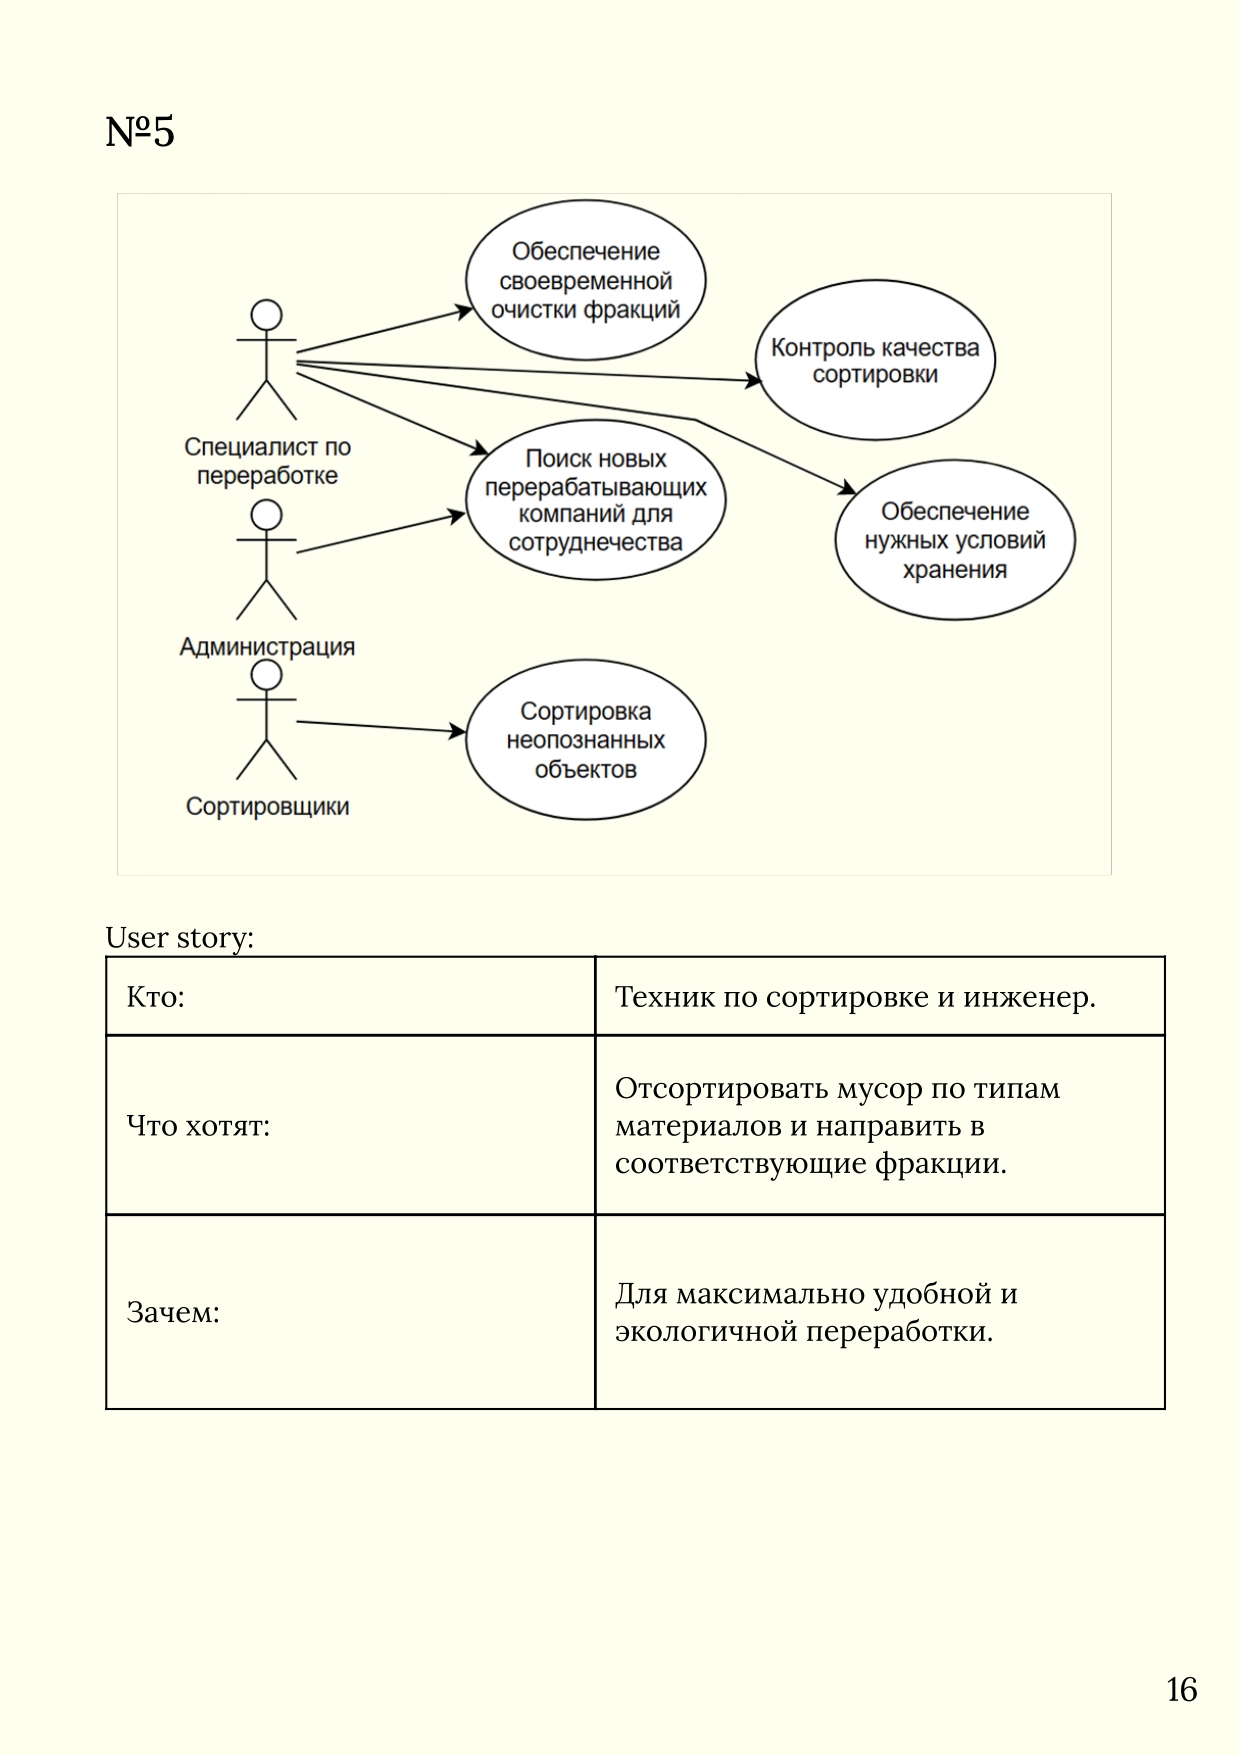 №5
Обеспечение
своевременной
очистки фракций
Контроль качества
сортировки
Специалист по
переработке
Поиск новых
перерабатывающих
компаний для
сотруднечества
Обеспечение
нужных условий
хранения
Администрация
Сортировка
неопознанных
объектов
Сортировщики
User story:
Кто:
Техник по сортировке и инженер.
Что хотят:
Отсортировать мусор по типам
материалов и направить в
соответствующие фракции.
Зачем:
Для максимально удобной и
экологичной переработки.
16